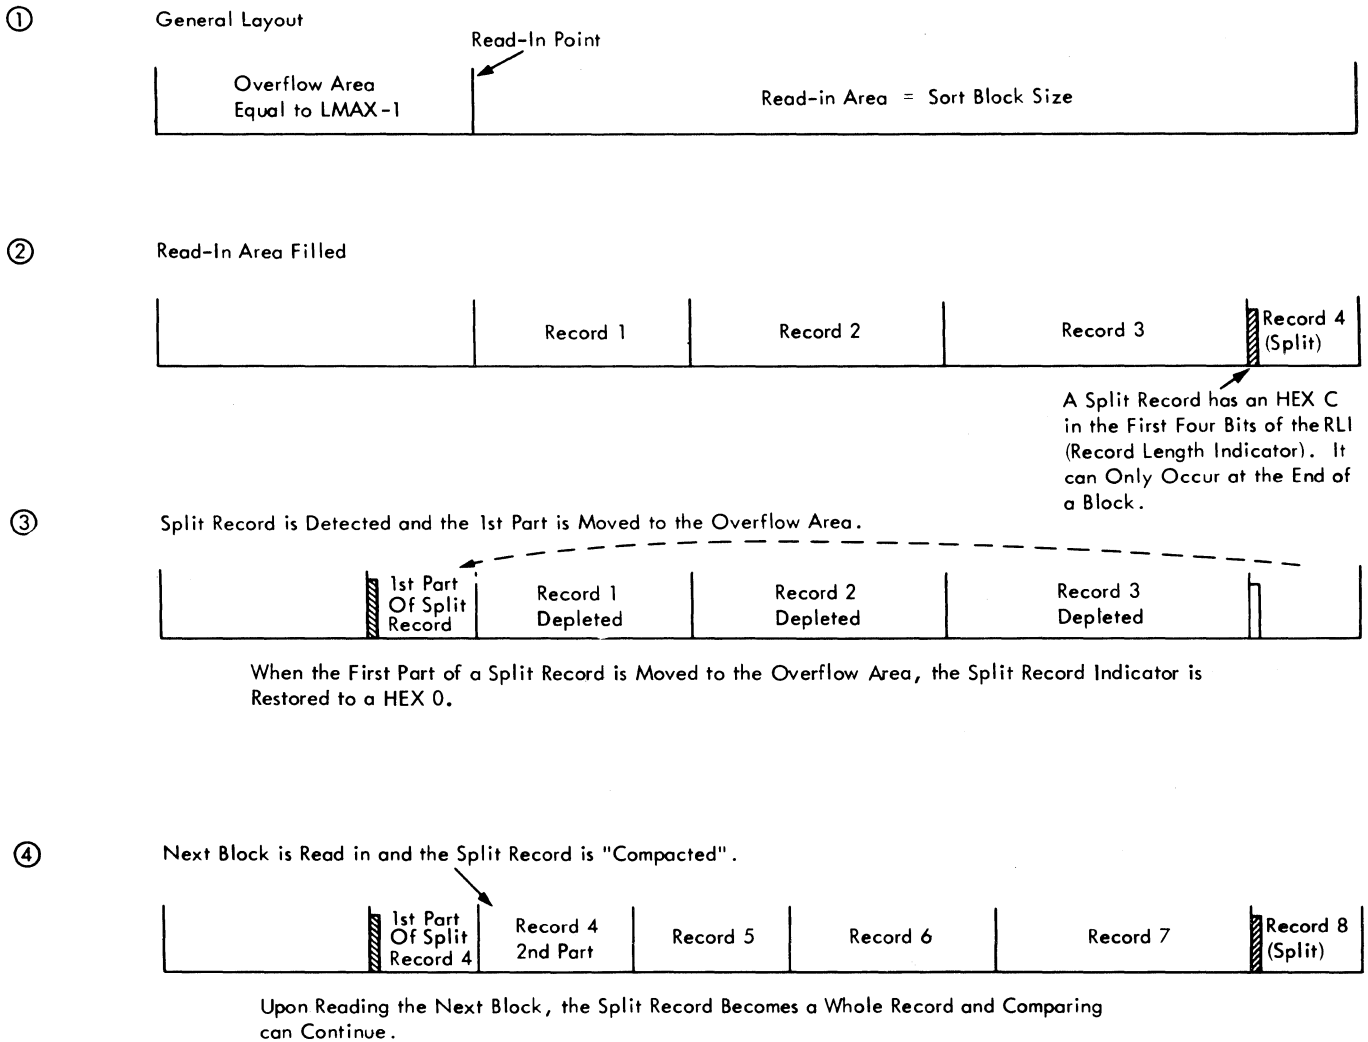 ① General Layout
Read-In Point
Overflow Area
Equal to LMAX-1
Read-in Area = Sort Block Size
② Read-In Area Filled
Record 1
Record 2
Record 3
Record 4
(Split)
A Split Record has an HEX C
in the First Four Bits of the RLI
(Record Length Indicator). It
can Only Occur at the End of
a Block.
③ Split Record is Detected and the 1st Part is Moved to the Overflow Area.
1st Part
Of Split
Record
Record 1
Depleted
Record 2
Depleted
Record 3
Depleted
When the First Part of a Split Record is Moved to the Overflow Area, the Split Record Indicator is
Restored to a HEX 0.
④ Next Block is Read in and the Split Record is "Compacted".
1st Part
Of Split
Record 4
Record 4
2nd Part
Record 5
Record 6
Record 7
Record 8
(Split)
Upon Reading the Next Block, the Split Record Becomes a Whole Record and Comparing
can Continue.